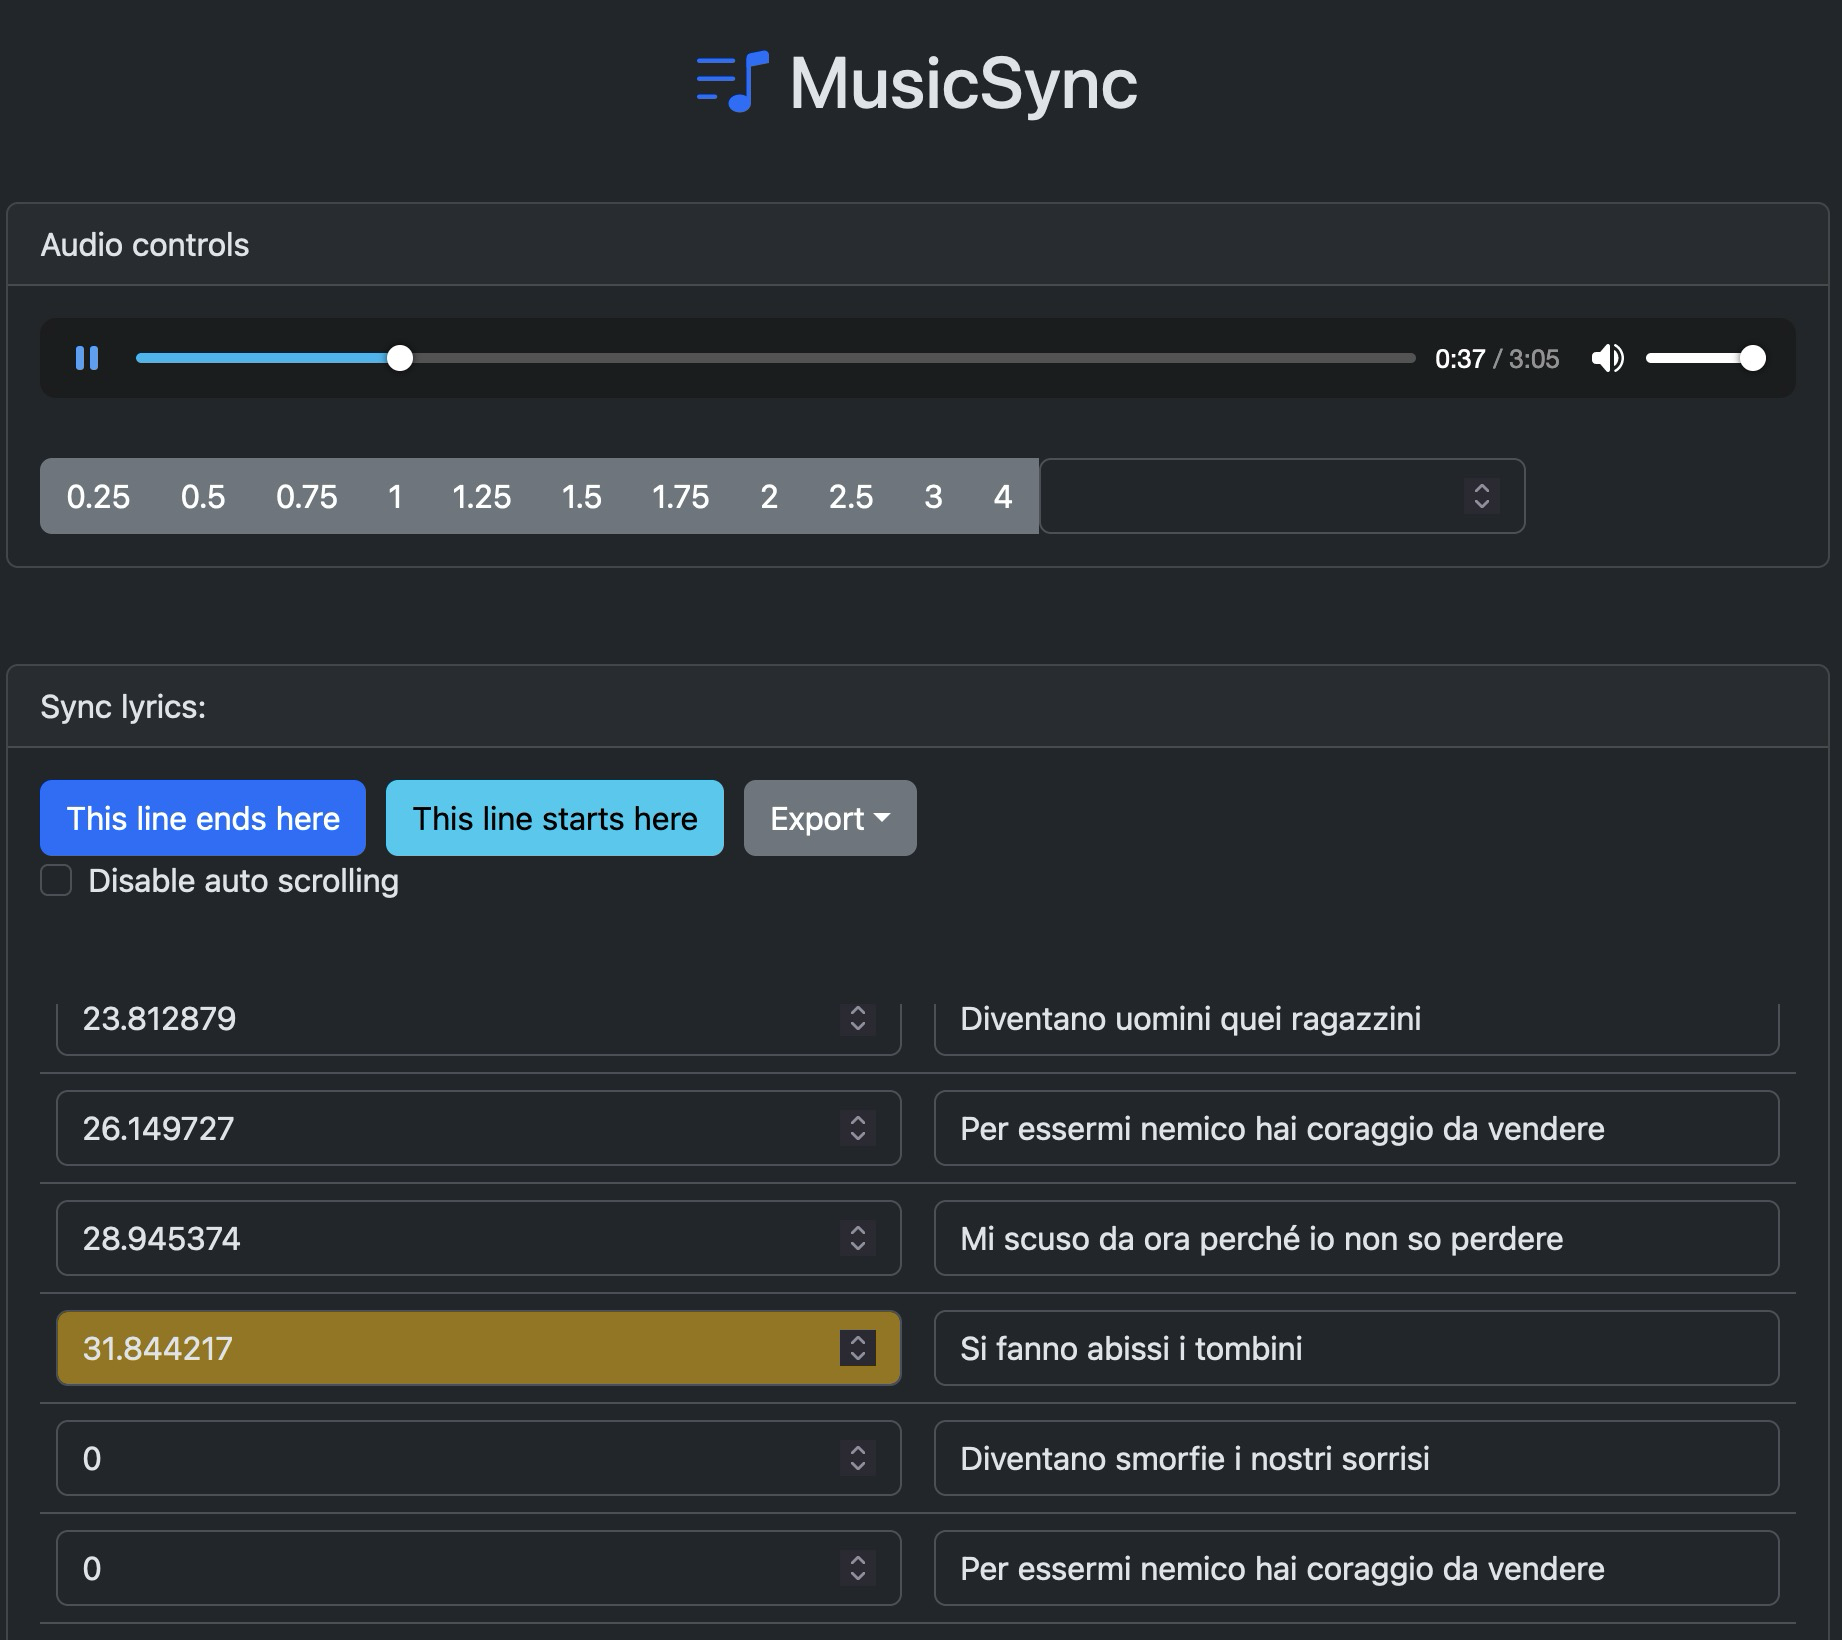 MusicSync
Audio controls
0:37 / 3:05
0.25 0.5 0.75 1 1.25 1.5 1.75 2 2.5 3 4
Sync lyrics:
This line ends here This line starts here Export
Disable auto scrolling
23.812879 Diventano uomini quei ragazzini
26.149727 Per essermi nemico hai coraggio da vendere
28.945374 Mi scuso da ora perché io non so perdere
31.844217 Si fanno abissi i tombini
0 Diventano smorfie i nostri sorrisi
0 Per essermi nemico hai coraggio da vendere